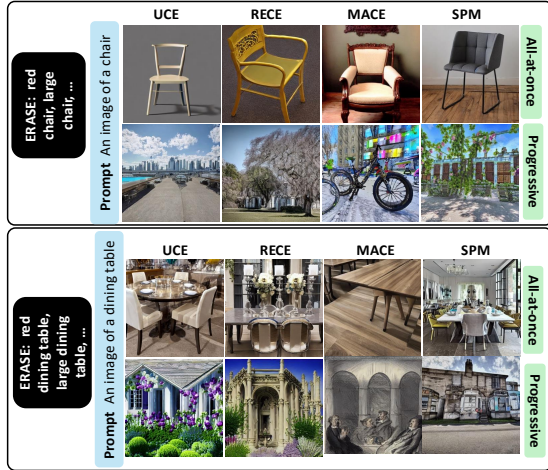 UCE RECE MACE SPM
ERASE: red
chair, large
chair, ...
Prompt An image of a chair
All-at-once
Progressive
UCE RECE MACE SPM
ERASE: red
dining table,
large dining
table, ...
Prompt An image of a dining table
All-at-once
Progressive